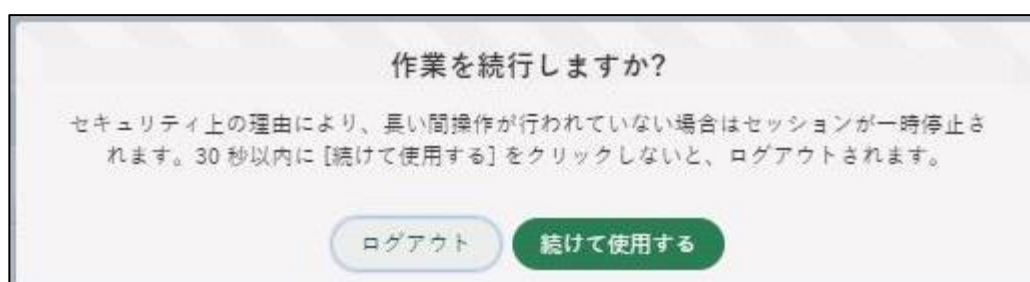 作業を続行しますか?
セキュリティ上の理由により、長い間操作が行われていない場合はセッションが一時停止さ
れます。30 秒以内に [続けて使用する] をクリックしないと、ログアウトされます。
ログアウト 続けて使用する